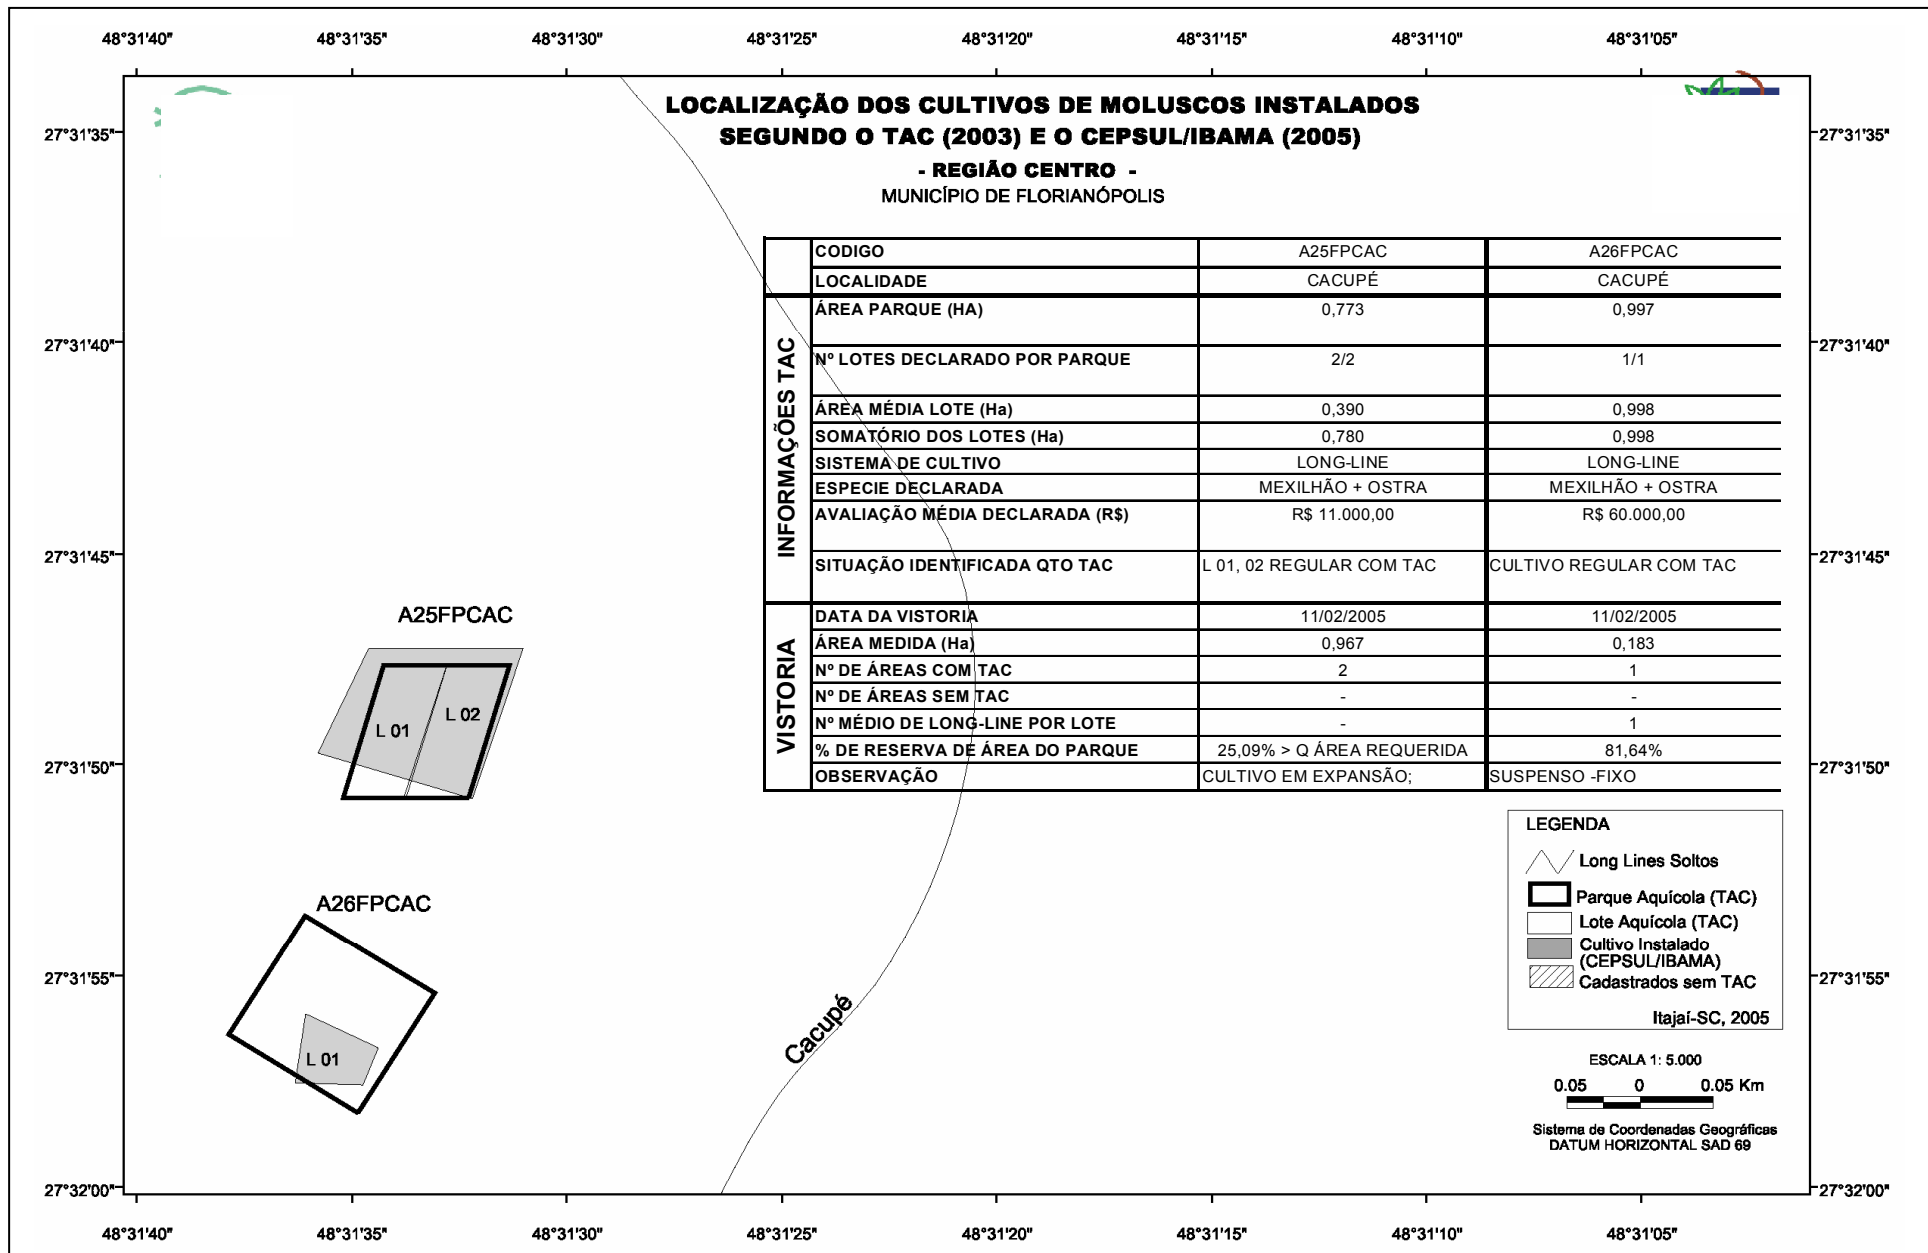 48°31'40" 48°31'35" 48°31'30" 48°31'25" 48°31'20" 48°31'15" 48°31'10" 48°31'05"
LOCALIZAÇÃO DOS CULTIVOS DE MOLUSCOS INSTALADOS
27°31'35" SEGUNDO O TAC (2003) E O CEPSUL/IBAMA (2005) 27°31'35"
- REGIÃO CENTRO -
MUNICÍPIO DE FLORIANÓPOLIS
CODIGO A25FPCAC A26FPCAC
LOCALIDADE CACUPÉ CACUPÉ
INFORMAÇÕES TAC
ÁREA PARQUE (HA) 0,773 0,997
27°31'40" 27°31'40"
Nº LOTES DECLARADO POR PARQUE 2/2 1/1
ÁREA MÉDIA LOTE (Ha) 0,390 0,998
SOMATÓRIO DOS LOTES (Ha) 0,780 0,998
SISTEMA DE CULTIVO LONG-LINE LONG-LINE
ESPECIE DECLARADA MEXILHÃO + OSTRA MEXILHÃO + OSTRA
AVALIAÇÃO MÉDIA DECLARADA (R$) R$ 11.000,00 R$ 60.000,00
27°31'45" 27°31'45"
SITUAÇÃO IDENTIFICADA QTO TAC L 01, 02 REGULAR COM TAC CULTIVO REGULAR COM TAC
VISTORIA
DATA DA VISTORIA 11/02/2005 11/02/2005
ÁREA MEDIDA (Ha) 0,967 0,183
Nº DE ÁREAS COM TAC 2 1
Nº DE ÁREAS SEM TAC - -
Nº MÉDIO DE LONG-LINE POR LOTE - 1
% DE RESERVA DE ÁREA DO PARQUE 25,09% > Q ÁREA REQUERIDA 81,64%
OBSERVAÇÃO CULTIVO EM EXPANSÃO; SUSPENSO -FIXO
A25FPCAC
L 01 L 02
27°31'50" 27°31'50"
A26FPCAC
L 01
27°31'55" 27°31'55"
Cacupé
LEGENDA
Long Lines Soltos
Parque Aquícola (TAC)
Lote Aquícola (TAC)
Cultivo Instalado
(CEPSUL/IBAMA)
Cadastrados sem TAC
Itajaí-SC, 2005
ESCALA 1: 5.000
0.05 0 0.05 Km
Sistema de Coordenadas Geográficas
DATUM HORIZONTAL SAD 69
27°32'00" 27°32'00"
48°31'40" 48°31'35" 48°31'30" 48°31'25" 48°31'20" 48°31'15" 48°31'10" 48°31'05"